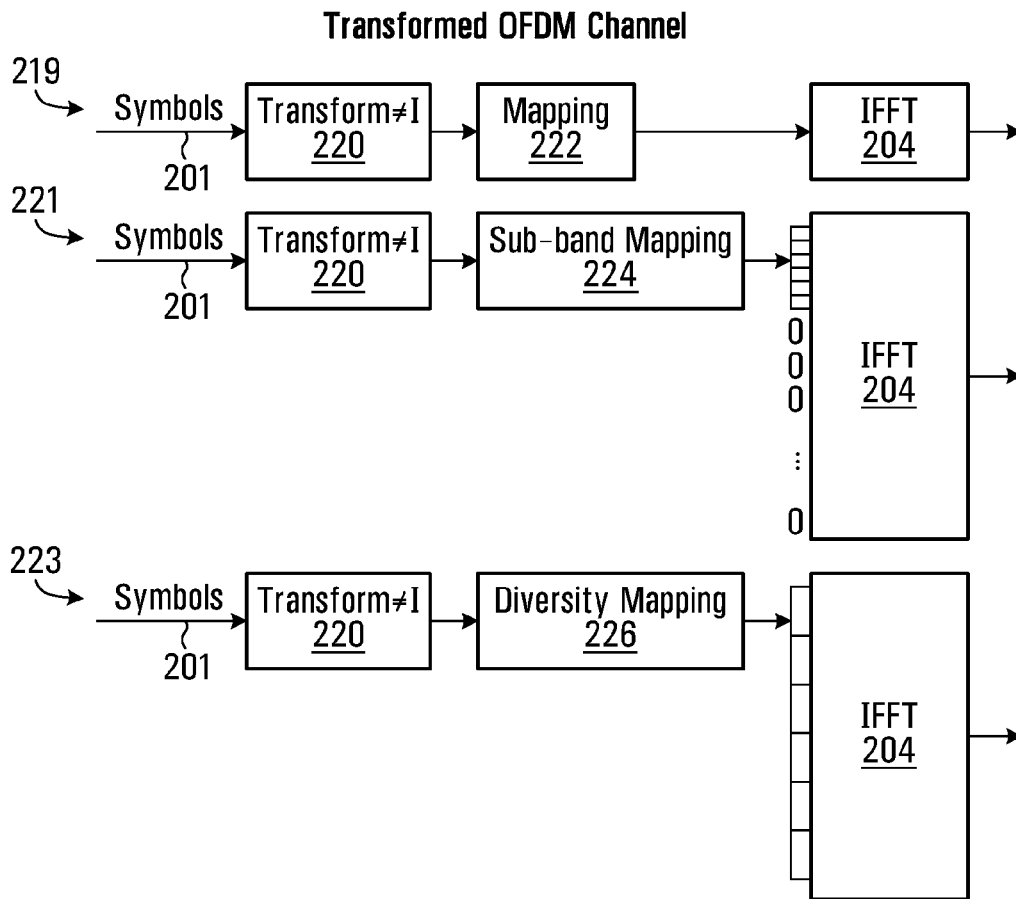 Transformed OFDM Channel
219
Symbols
201
Transform≠I
220
Mapping
222
IFFT
204
221
Symbols
201
Transform≠I
220
Sub-band Mapping
224
0
0
0
...
0
IFFT
204
223
Symbols
201
Transform≠I
220
Diversity Mapping
226
IFFT
204